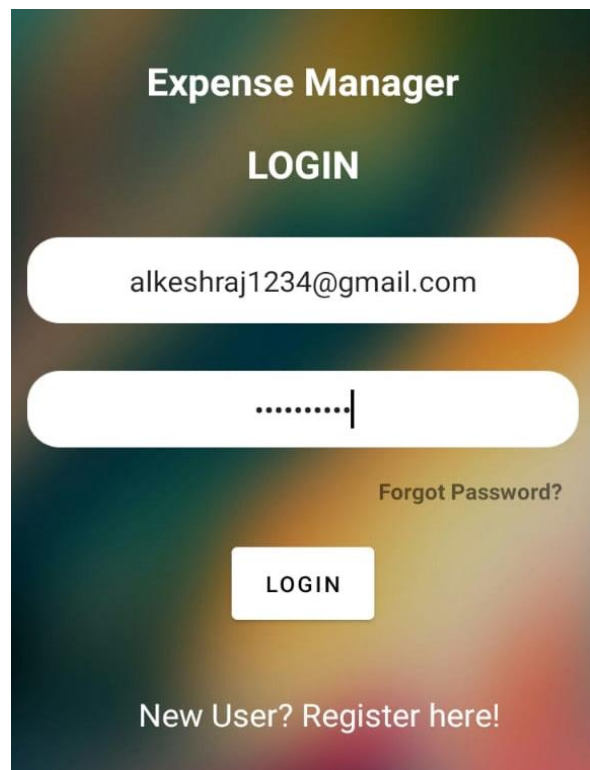 Expense Manager
LOGIN
alkeshraj1234@gmail.com
••••••••••
Forgot Password?
LOGIN
New User? Register here!